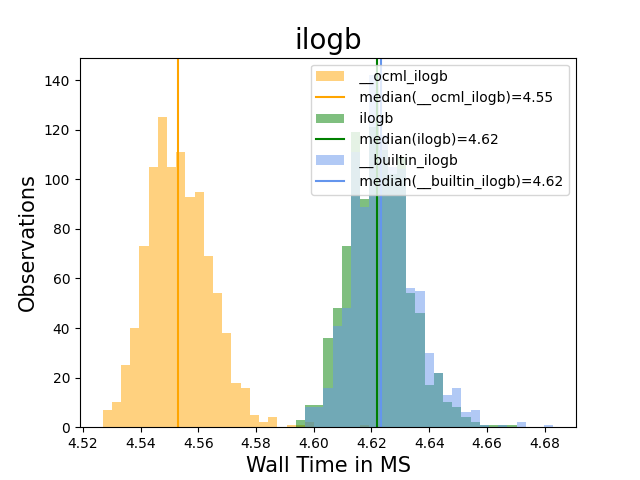 ilogb
__ocml_ilogb
median(__ocml_ilogb)=4.55
ilogb
median(ilogb)=4.62
__builtin_ilogb
median(__builtin_ilogb)=4.62
Observations
140
120
100
80
60
40
20
0
4.52 4.54 4.56 4.58 4.60 4.62 4.64 4.66 4.68
Wall Time in MS